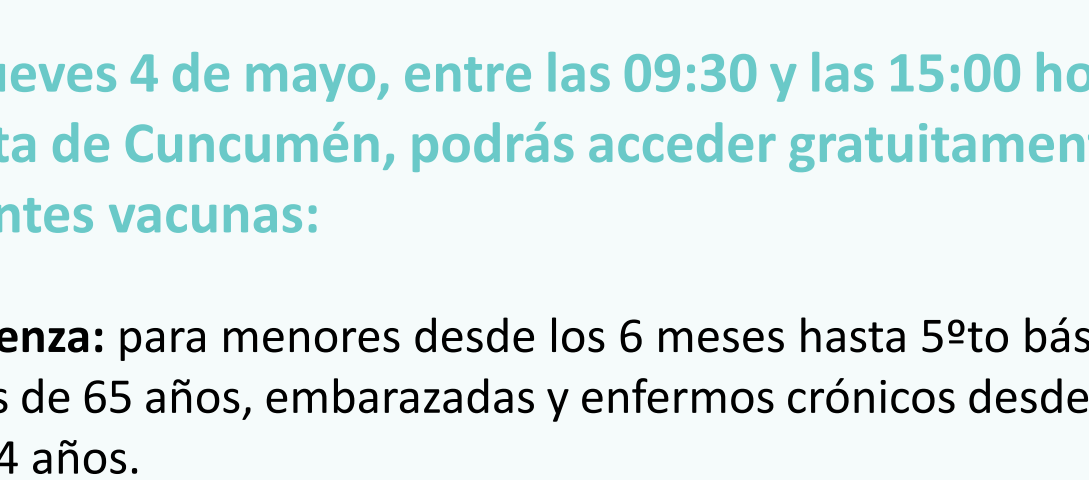 ueves 4 de mayo, entre las 09:30 y las 15:00 ho
ta de Cuncumén, podrás acceder gratuitament
ntes vacunas:
enza: para menores desde los 6 meses hasta 5ºto bás
s de 65 años, embarazadas y enfermos crónicos desde
4 años.